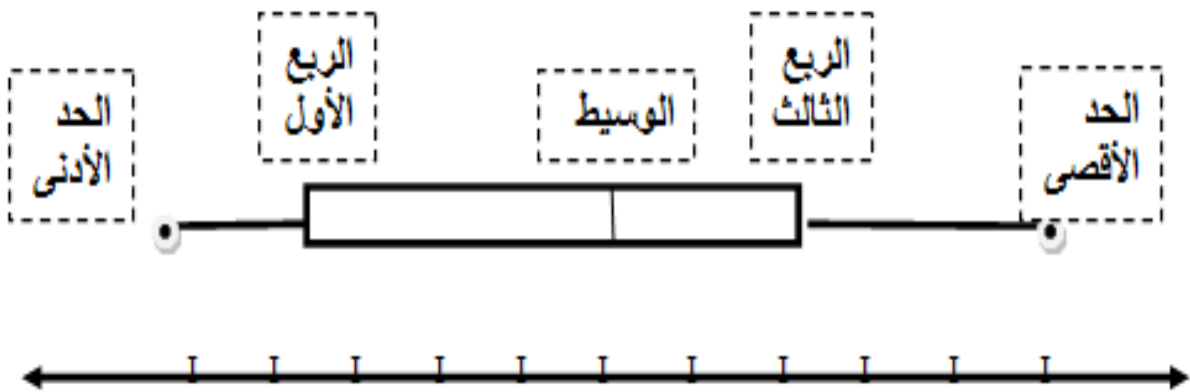 الحد
الأدنى
الربع
الأول
الوسيط
الربع
الثالث
الحد
الأقصى